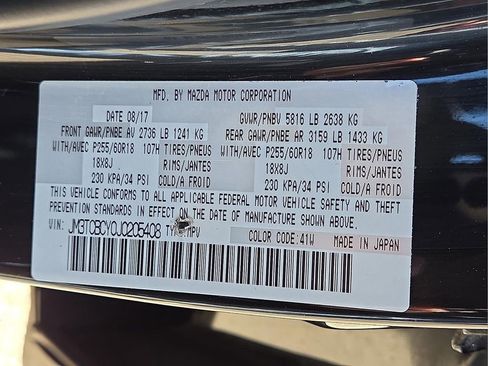 MFD. BY MAZDA MOTOR CORPORATION
DATE 08/17
GVWR/PNBV 5816 LB 2638 KG
FRONT GAWR/PNBE AV 2736 LB 1241 KG
REAR GAWR/PNBE AR 3159 LB 1433 KG
WITH/AVEC P255/60R18 107H TIRES/PNEUS
WITH/AVEC P255/60R18 107H TIRES/PNEUS
18X8J RIMS/JANTES
18X8J RIMS/JANTES
230 KPA/34 PSI COLD/A FROID
230 KPA/34 PSI COLD/A FROID
THIS VEHICLE CONFORMS TO ALL APPLICABLE FEDERAL MOTOR VEHICLE SAFETY AND THEFT
PREVENTION STANDARDS IN EFFECT ON THE DATE OF MANUFACTURE SHOWN ABOVE.
VIN: JM3TCBCY0J0205408 MPV COLOR CODE:41W MADE IN JAPAN